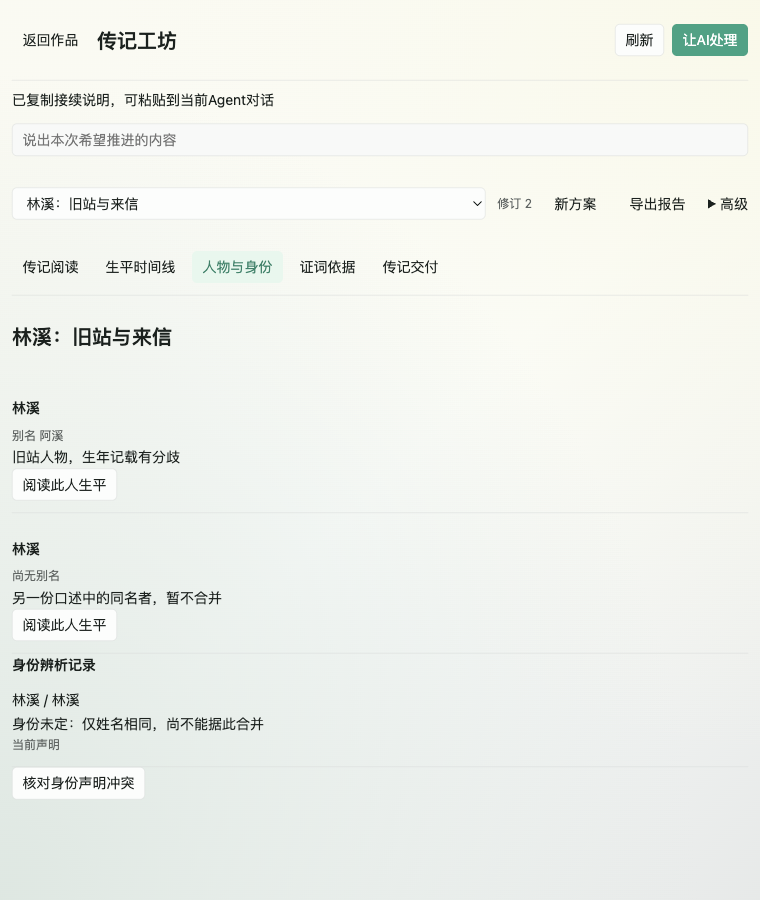 返回作品 传记工坊 刷新 让AI处理
已复制接续说明，可粘贴到当前Agent对话
说出本次希望推进的内容
林溪：旧站与来信 修订 2 新方案 导出报告 ▶ 高级
传记阅读 生平时间线 人物与身份 证词依据 传记交付
林溪：旧站与来信
林溪
别名 阿溪
旧站人物，生年记载有分歧
阅读此人生平
林溪
尚无别名
另一份口述中的同名者，暂不合并
阅读此人生平
身份辨析记录
林溪 / 林溪
身份未定：仅姓名相同，尚不能据此合并
当前声明
核对身份声明冲突